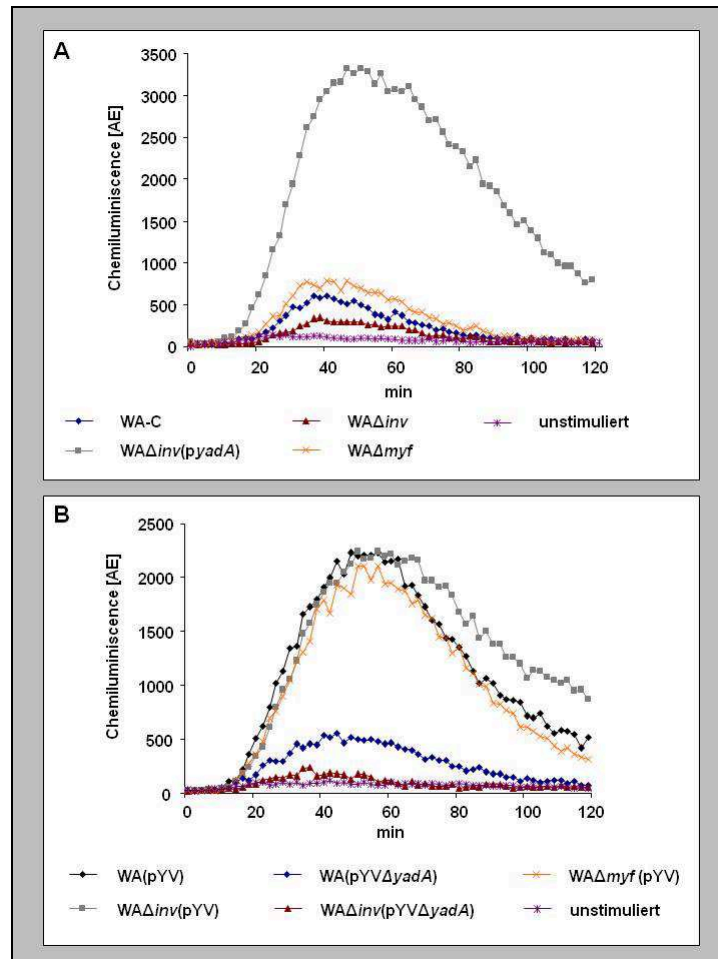 A
Chemiluminiscence [AE]
3500
3000
2500
2000
1500
1000
500
0
0 20 40 60 80 100 120
min
WA-C WAΔinv unstimuliert
WAΔinv(pyadA) WAΔmyf
B
Chemiluminiscence [AE]
2500
2000
1500
1000
500
0
0 20 40 60 80 100 120
min
WA(pYV) WA(pYVΔyadA) WAΔmyf (pYV)
WAΔinv(pYV) WAΔinv(pYVΔyadA) unstimuliert